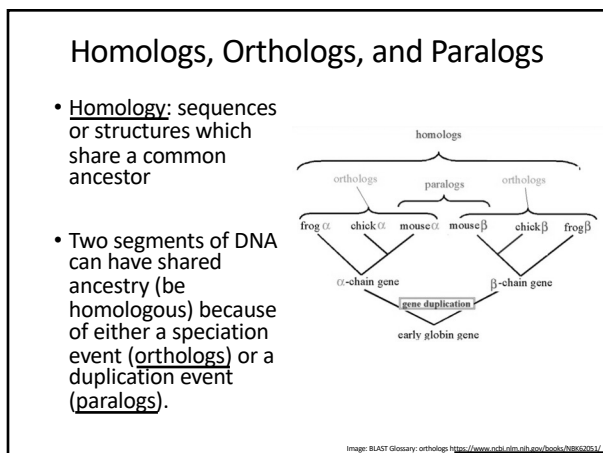 Homologs, Orthologs, and Paralogs
• Homology: sequences
or structures which
share a common
ancestor
• Two segments of DNA
can have shared
ancestry (be
homologous) because
of either a speciation
event (orthologs) or a
duplication event
(paralogs).
homologs
orthologs paralogs orthologs
frog α chick α mouse α mouse β chick β frog β
α-chain gene β-chain gene
gene duplication
early globin gene
Image: BLAST Glossary: orthologs https://www.ncbi.nlm.nih.gov/books/NBK62051/